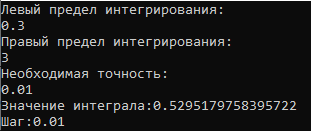 Левый предел интегрирования:
0.3
Правый предел интегрирования:
3
Необходимая точность:
0.01
Значение интеграла:0.5295179758395722
Шаг:0.01